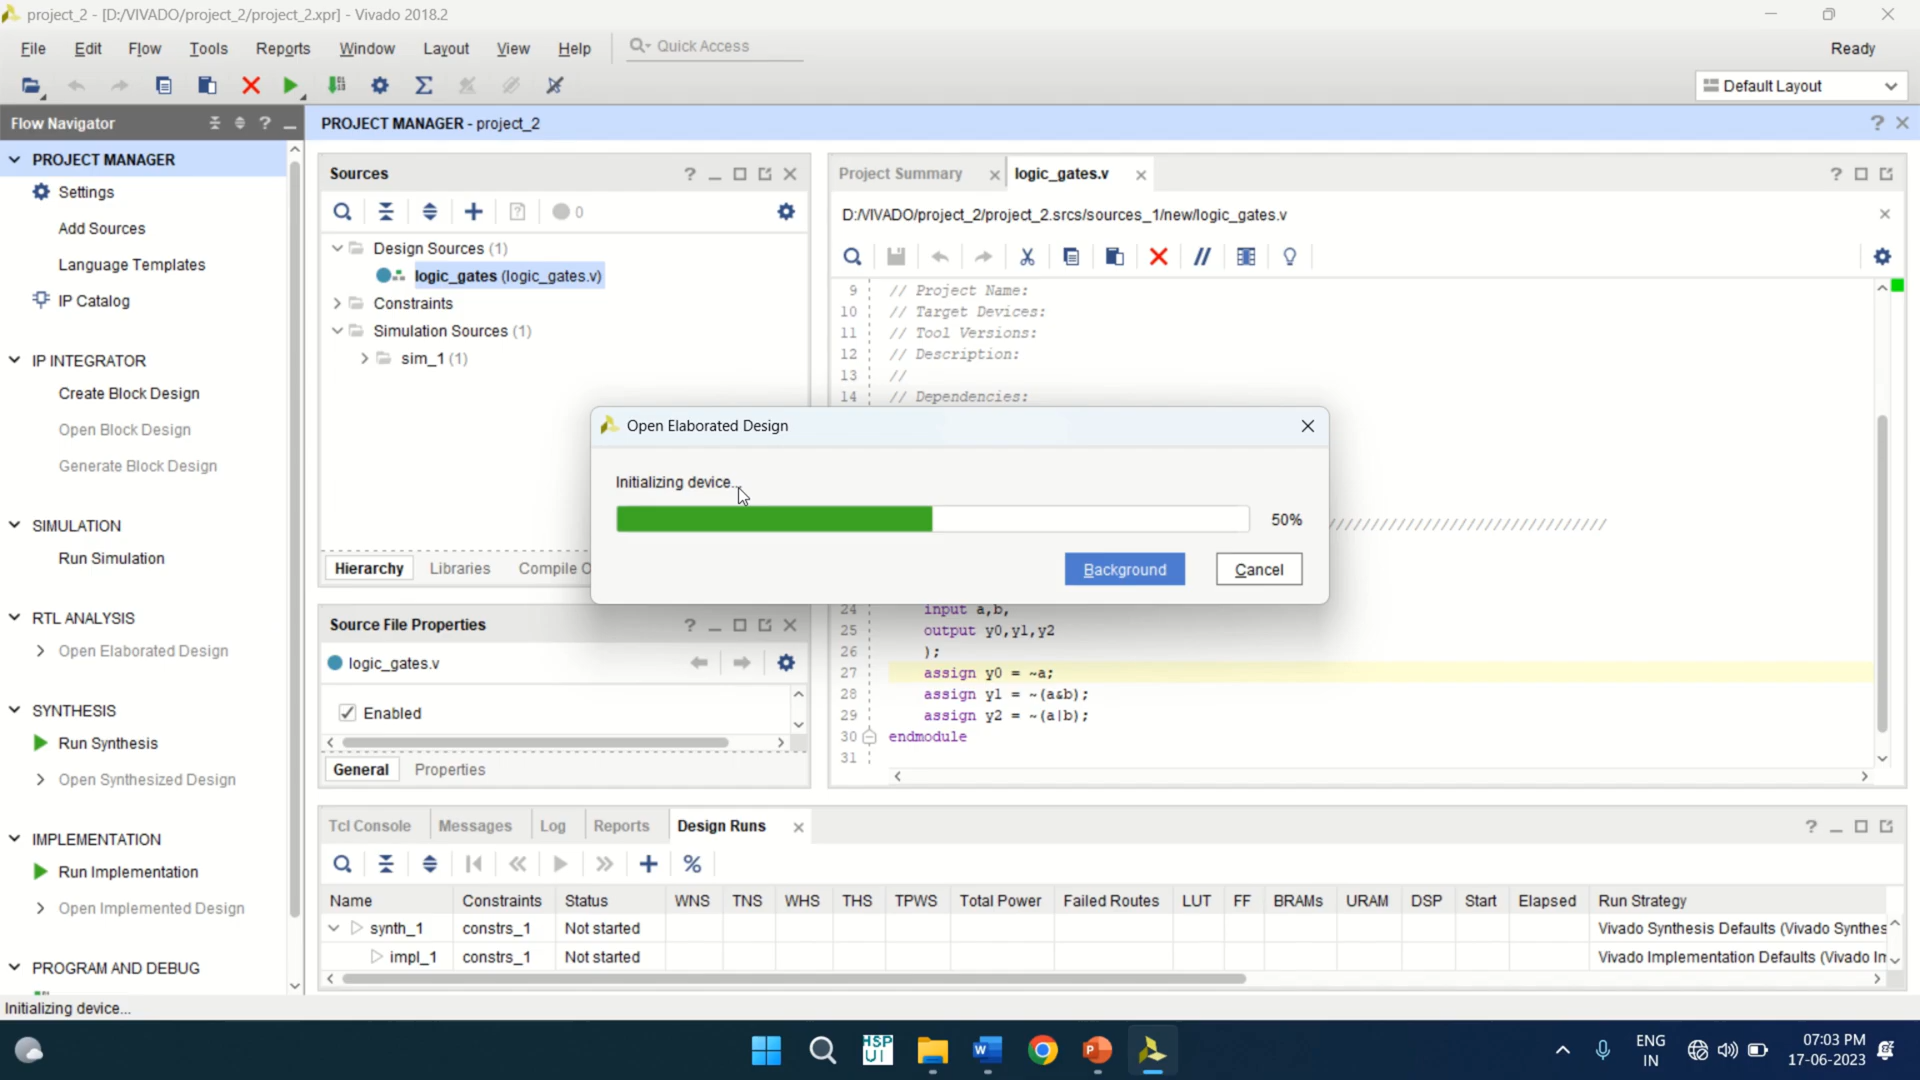 project_2 - [D:/VIVADO/project_2/project_2.xpr] - Vivado 2018.2
File Edit Flow Tools Reports Window Layout View Help Quick Access Ready
Default Layout
Flow Navigator
PROJECT MANAGER
Settings
Add Sources
Language Templates
IP Catalog
IP INTEGRATOR
Create Block Design
Open Block Design
Generate Block Design
SIMULATION
Run Simulation
RTL ANALYSIS
Open Elaborated Design
SYNTHESIS
Run Synthesis
Open Synthesized Design
IMPLEMENTATION
Run Implementation
Open Implemented Design
PROGRAM AND DEBUG
PROJECT MANAGER - project_2
Sources
0
Design Sources (1)
logic_gates (logic_gates.v)
Constraints
Simulation Sources (1)
sim_1 (1)
Hierarchy Libraries Compile O
Source File Properties
logic_gates.v
Enabled
General Properties
Project Summary logic_gates.v
D:/VIVADO/project_2/project_2.srcs/sources_1/new/logic_gates.v
9 // Project Name:
10 // Target Devices:
11 // Tool Versions:
12 // Description:
13 //
14 // Dependencies:
//////////////////////////////
24 input a,b,
25 output y0,y1,y2
26 );
27 assign y0 = ~a;
28 assign y1 = ~(a&b);
29 assign y2 = ~(a|b);
30 endmodule
31
Open Elaborated Design
Initializing device...
50%
Background Cancel
Tcl Console Messages Log Reports Design Runs
Name Constraints Status WNS TNS WHS THS TPWS Total Power Failed Routes LUT FF BRAMs URAM DSP Start Elapsed Run Strategy
synth_1 constrs_1 Not started Vivado Synthesis Defaults (Vivado Synthes
impl_1 constrs_1 Not started Vivado Implementation Defaults (Vivado Im
Initializing device...
HSP
UI
ENG
IN
07:03 PM
17-06-2023